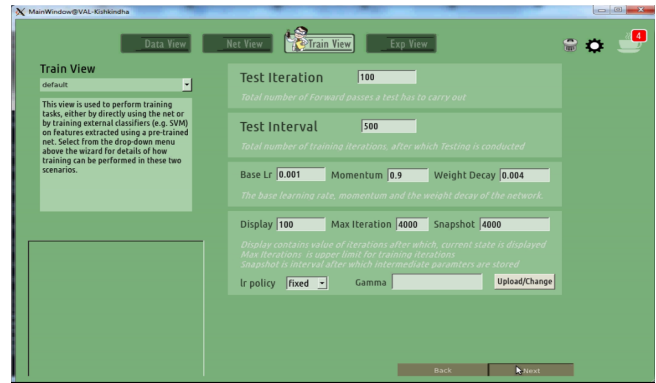 MainWindow@VAL-Kishkindha
Data View
Net View
Train View
Exp View
4
Train View
default
This view is used to perform training
tasks, either by directly using the net or
by training external classifiers (e.g. SVM)
on features extracted using a pre-trained
net. Select from the drop-down menu
above the wizard for details of how
training can be performed in these two
scenarios.
Test Iteration 100
Total number of Forward passes a test has to carry out
Test Interval 500
Total number of training iterations, after which Testing is conducted
Base Lr 0.001 Momentum 0.9 Weight Decay 0.004
The base learning rate, momentum and the weight decay of the network.
Display 100 Max Iteration 4000 Snapshot 4000
Display contains value of iterations after which, current state is displayed
Max Iterations is upper limit for training iterations
Snapshot is interval after which intermediate paramters are stored
lr policy fixed Gamma Upload/Change
Back Next